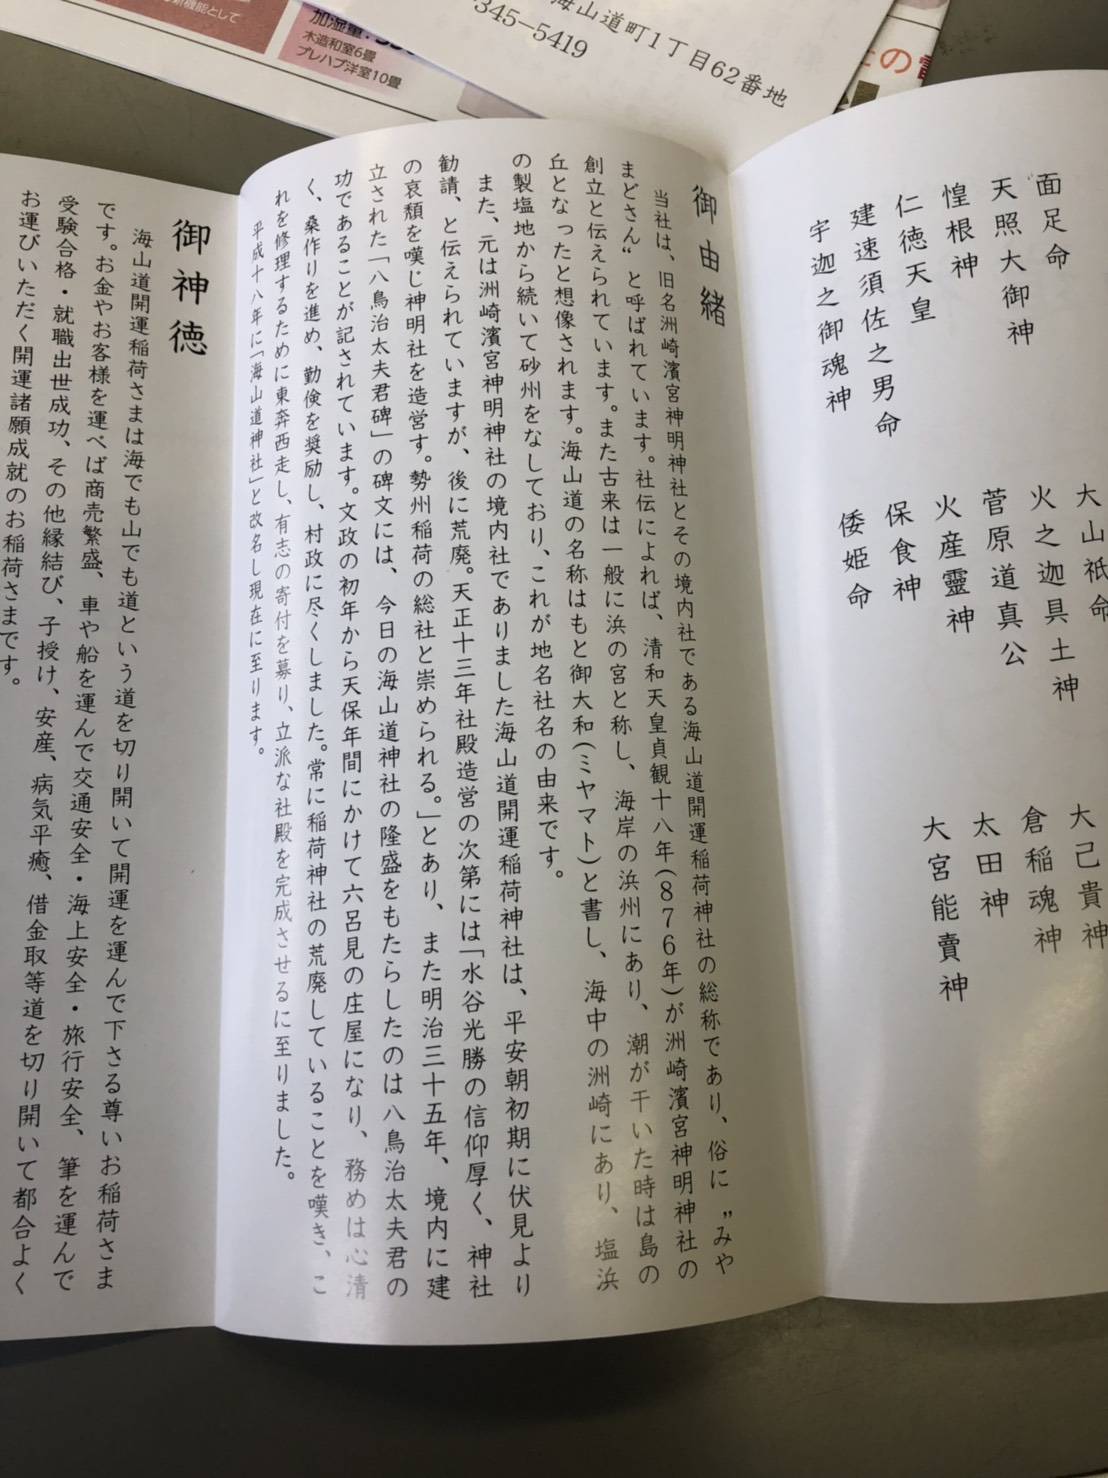 新機能として
加湿量:
木造和室6畳
プレハブ洋室10畳
海山道町1丁目62番地
345-5419
の
面足命
天照大御神
惶根神
仁徳天皇
建速須佐之男命
宇迦之御魂神
大山祇命
火之迦具土神
菅原道真公
火産靈神
保食神
倭姫命
大己貴神
倉稲魂神
太田神
大宮能賣神
御由緒
当社は、旧名洲崎濱宮神明神社とその境内社である海山道開運稲荷神社の総称であり、俗に〝みや
まどさん〟と呼ばれています。社伝によれば、清和天皇貞観十八年(876年)が洲崎濱宮神明神社の
創立と伝えられています。また古来は一般に浜の宮と称し、海岸の浜州にあり、潮が干いた時は島の
丘となったと想像されます。海山道の名称はもと御大和(ミヤマト)と書し、海中の洲崎にあり、塩浜
の製塩地から続いて砂州をなしており、これが地名社名の由来です。
また、元は洲崎濱宮神明神社の境内社でありました海山道開運稲荷神社は、平安朝初期に伏見より
勧請、と伝えられていますが、後に荒廃。天正十三年社殿造営の次第には「水谷光勝の信仰厚く、神社
の哀頽を嘆じ神明社を造営す。勢州稲荷の総社と崇められる。」とあり、また明治三十五年、境内に建
立された「八鳥治太夫君碑」の碑文には、今日の海山道神社の隆盛をもたらしたのは八鳥治太夫君の
功であることが記されています。文政の初年から天保年間にかけて六呂見の庄屋になり、務めは心清
く、桑作りを進め、勤倹を奨励し、村政に尽くしました。常に稲荷神社の荒廃していることを嘆き、こ
れを修理するために東奔西走し、有志の寄付を募り、立派な社殿を完成させるに至りました。
平成十八年に「海山道神社」と改名し現在に至ります。
御神徳
海山道開運稲荷さまは海でも山でも道という道を切り開いて開運を運んで下さる尊いお稲荷さま
です。お金やお客様を運べば商売繁盛、車や船を運んで交通安全・海上安全・旅行安全、筆を運んで
受験合格・就職出世成功、その他縁結び、子授け、安産、病気平癒、借金取等道を切り開いて都合よく
お運びいただく開運諸願成就のお稲荷さまです。